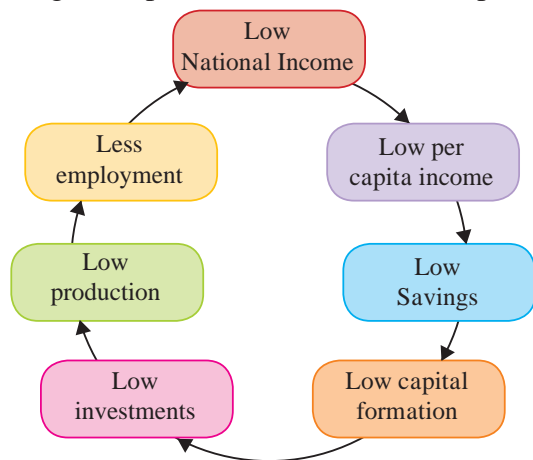 Low
National Income
Low per
capita income
Low
Savings
Low capital
formation
Low
investments
Low
production
Less
employment